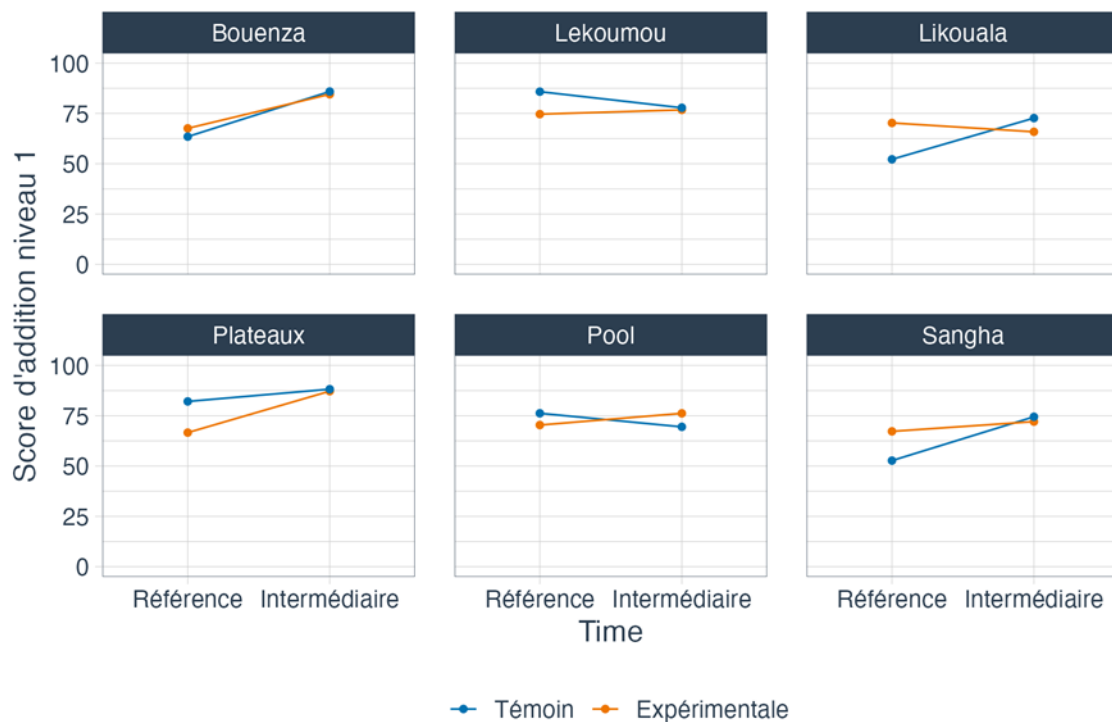 Bouenza Lekoumou Likouala
100
75
50
25
0
Plateaux Pool Sangha
100
75
50
25
0
Score d'addition niveau 1
Référence Intermédiaire Référence Intermédiaire Référence Intermédiaire
Time
Témoin Expérimentale